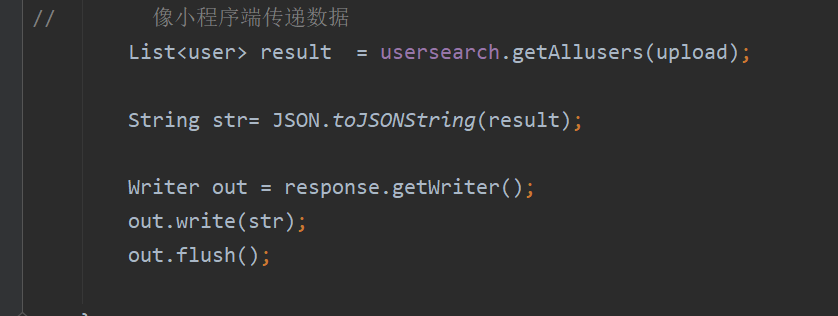 // 像小程序端传递数据
List<user> result  = usersearch.getAllusers(upload);
String str= JSON.toJSONString(result);
Writer out = response.getWriter();
out.write(str);
out.flush();